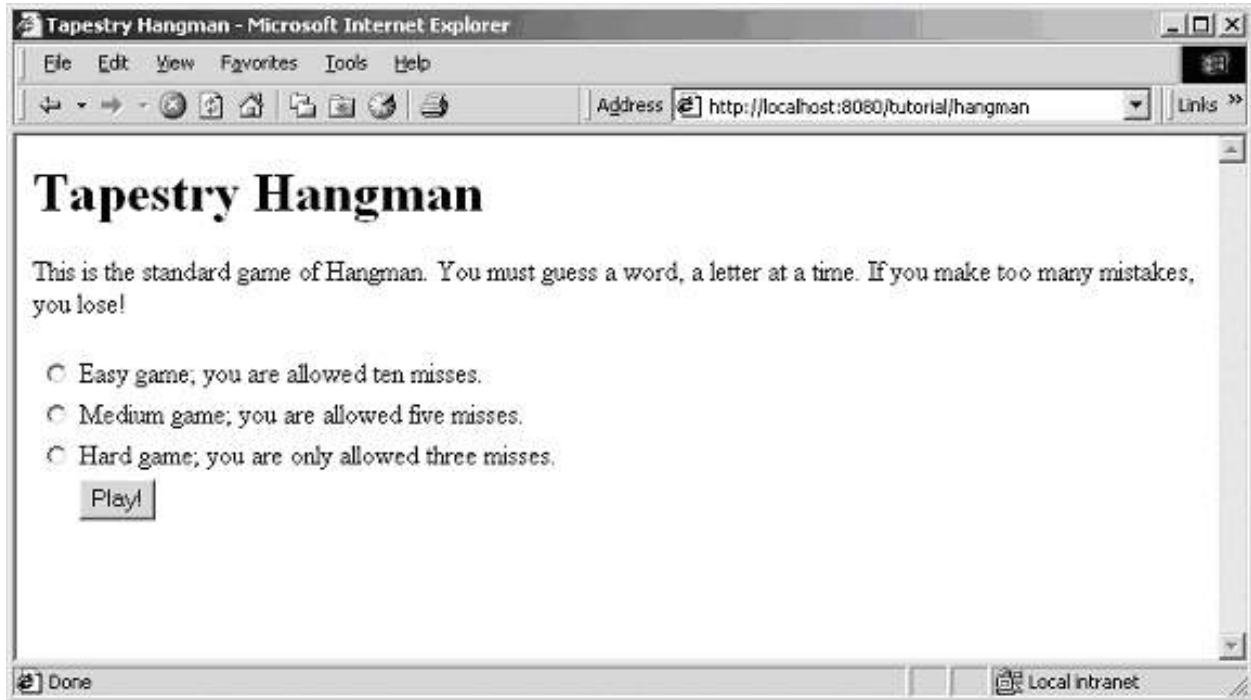 Tapestry Hangman - Microsoft Internet Explorer
File Edit View Favorites Tools Help
Address http://localhost:8080/tutorial/hangman Links »
Tapestry Hangman
This is the standard game of Hangman. You must guess a word, a letter at a time. If you make too many mistakes,
you lose!
Easy game; you are allowed ten misses.
Medium game; you are allowed five misses.
Hard game; you are only allowed three misses.
Play!
Done Local intranet